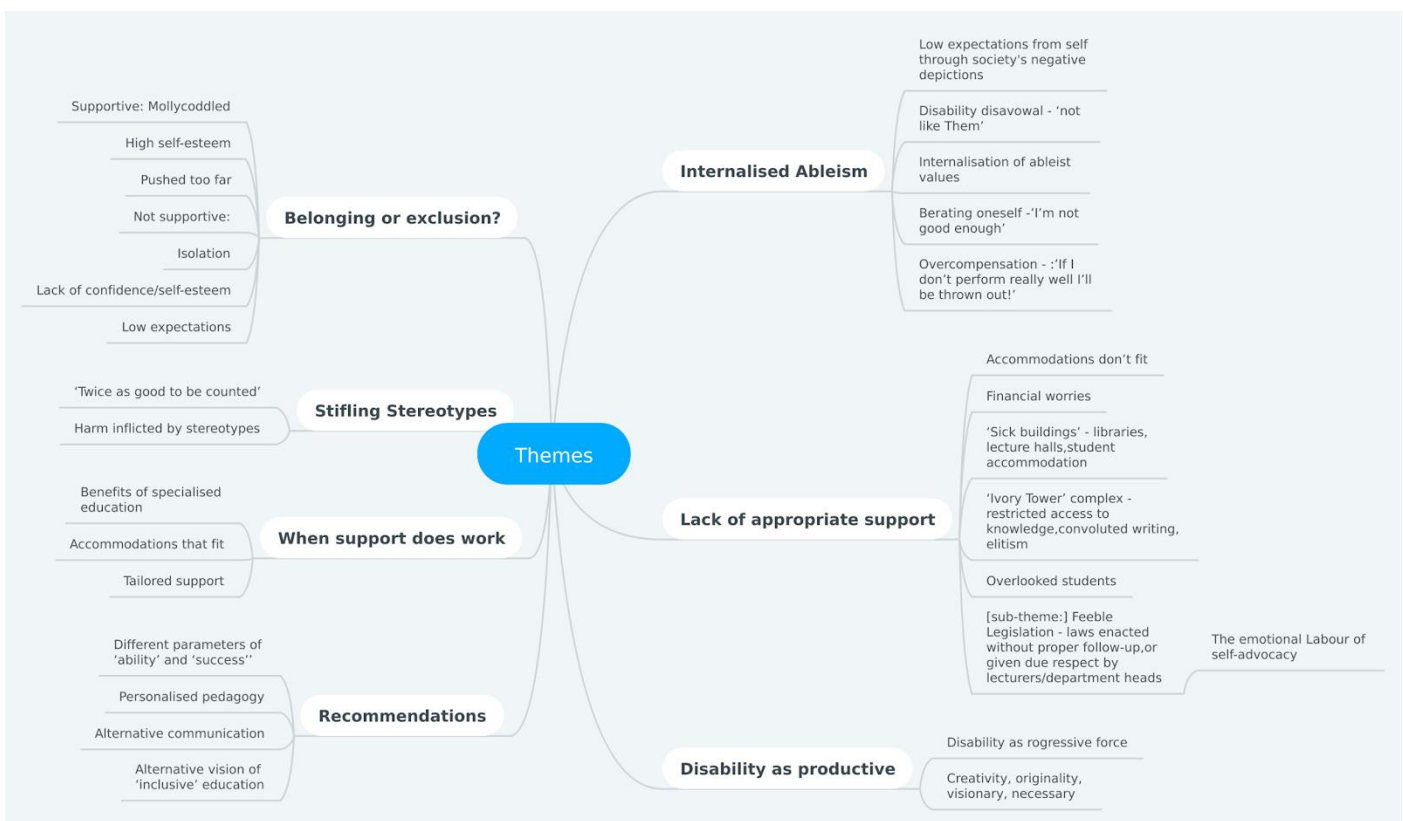 Themes
Belonging or exclusion?
Supportive: Mollycoddled
High self-esteem
Pushed too far
Not supportive:
Isolation
Lack of confidence/self-esteem
Low expectations
Stifling Stereotypes
‘Twice as good to be counted’
Harm inflicted by stereotypes
When support does work
Benefits of specialised
education
Accommodations that fit
Tailored support
Recommendations
Different parameters of
‘ability’ and ‘success’’
Personalised pedagogy
Alternative communication
Alternative vision of
‘inclusive’ education
Internalised Ableism
Low expectations from self
through society's negative
depictions
Disability disavowal - ‘not
like Them’
Internalisation of ableist
values
Berating oneself -’I’m not
good enough’
Overcompensation - :’If I
don’t perform really well I’ll
be thrown out!’
Lack of appropriate support
Accommodations don’t fit
Financial worries
‘Sick buildings’ - libraries,
lecture halls,student
accommodation
‘Ivory Tower’ complex -
restricted access to
knowledge,convoluted writing,
elitism
Overlooked students
[sub-theme:] Feeble
Legislation - laws enacted
without proper follow-up,or
given due respect by
lecturers/department heads
The emotional Labour of
self-advocacy
Disability as productive
Disability as rogressive force
Creativity, originality,
visionary, necessary